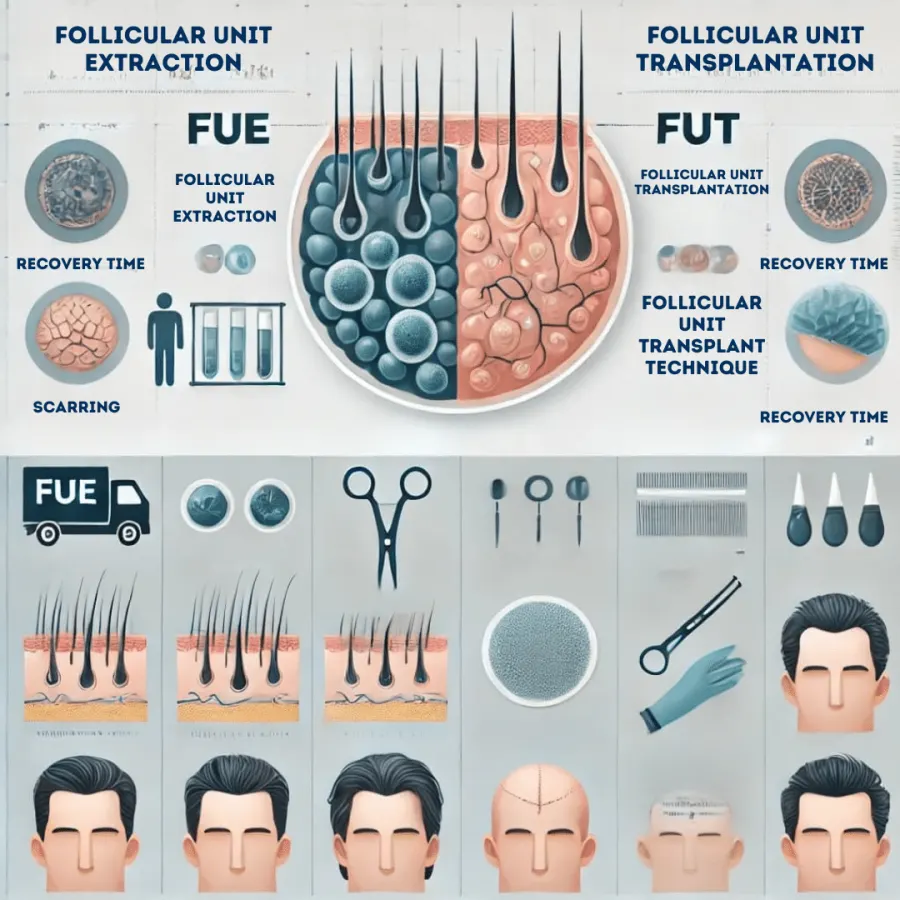 FOLLICULAR UNIT
EXTRACTION
FOLLICULAR UNIT
TRANSPLANTATION
FUE
FUT
FOLLICULAR
UNIT
EXTRACTION
FOLLICULAR UNIT
TRANSPLANTATION
RECOVERY TIME
RECOVERY TIME
FOLLICULAR
UNIT
TRANSPLANT
TECHNIQUE
SCARRING
RECOVERY TIME
FUE